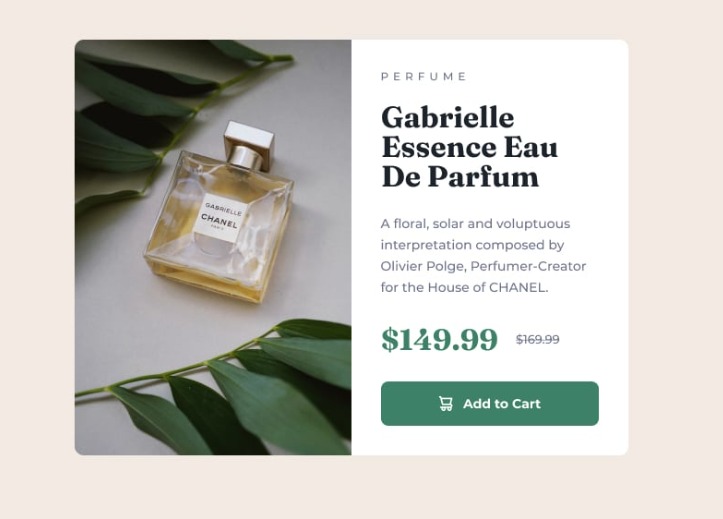 GABRIELLE
CHANEL
PARIS
PERFUME
Gabrielle
Essence Eau
De Parfum
A floral, solar and voluptuous
interpretation composed by
Olivier Polge, Perfumer-Creator
for the House of CHANEL.
$149.99 $169.99
Add to Cart